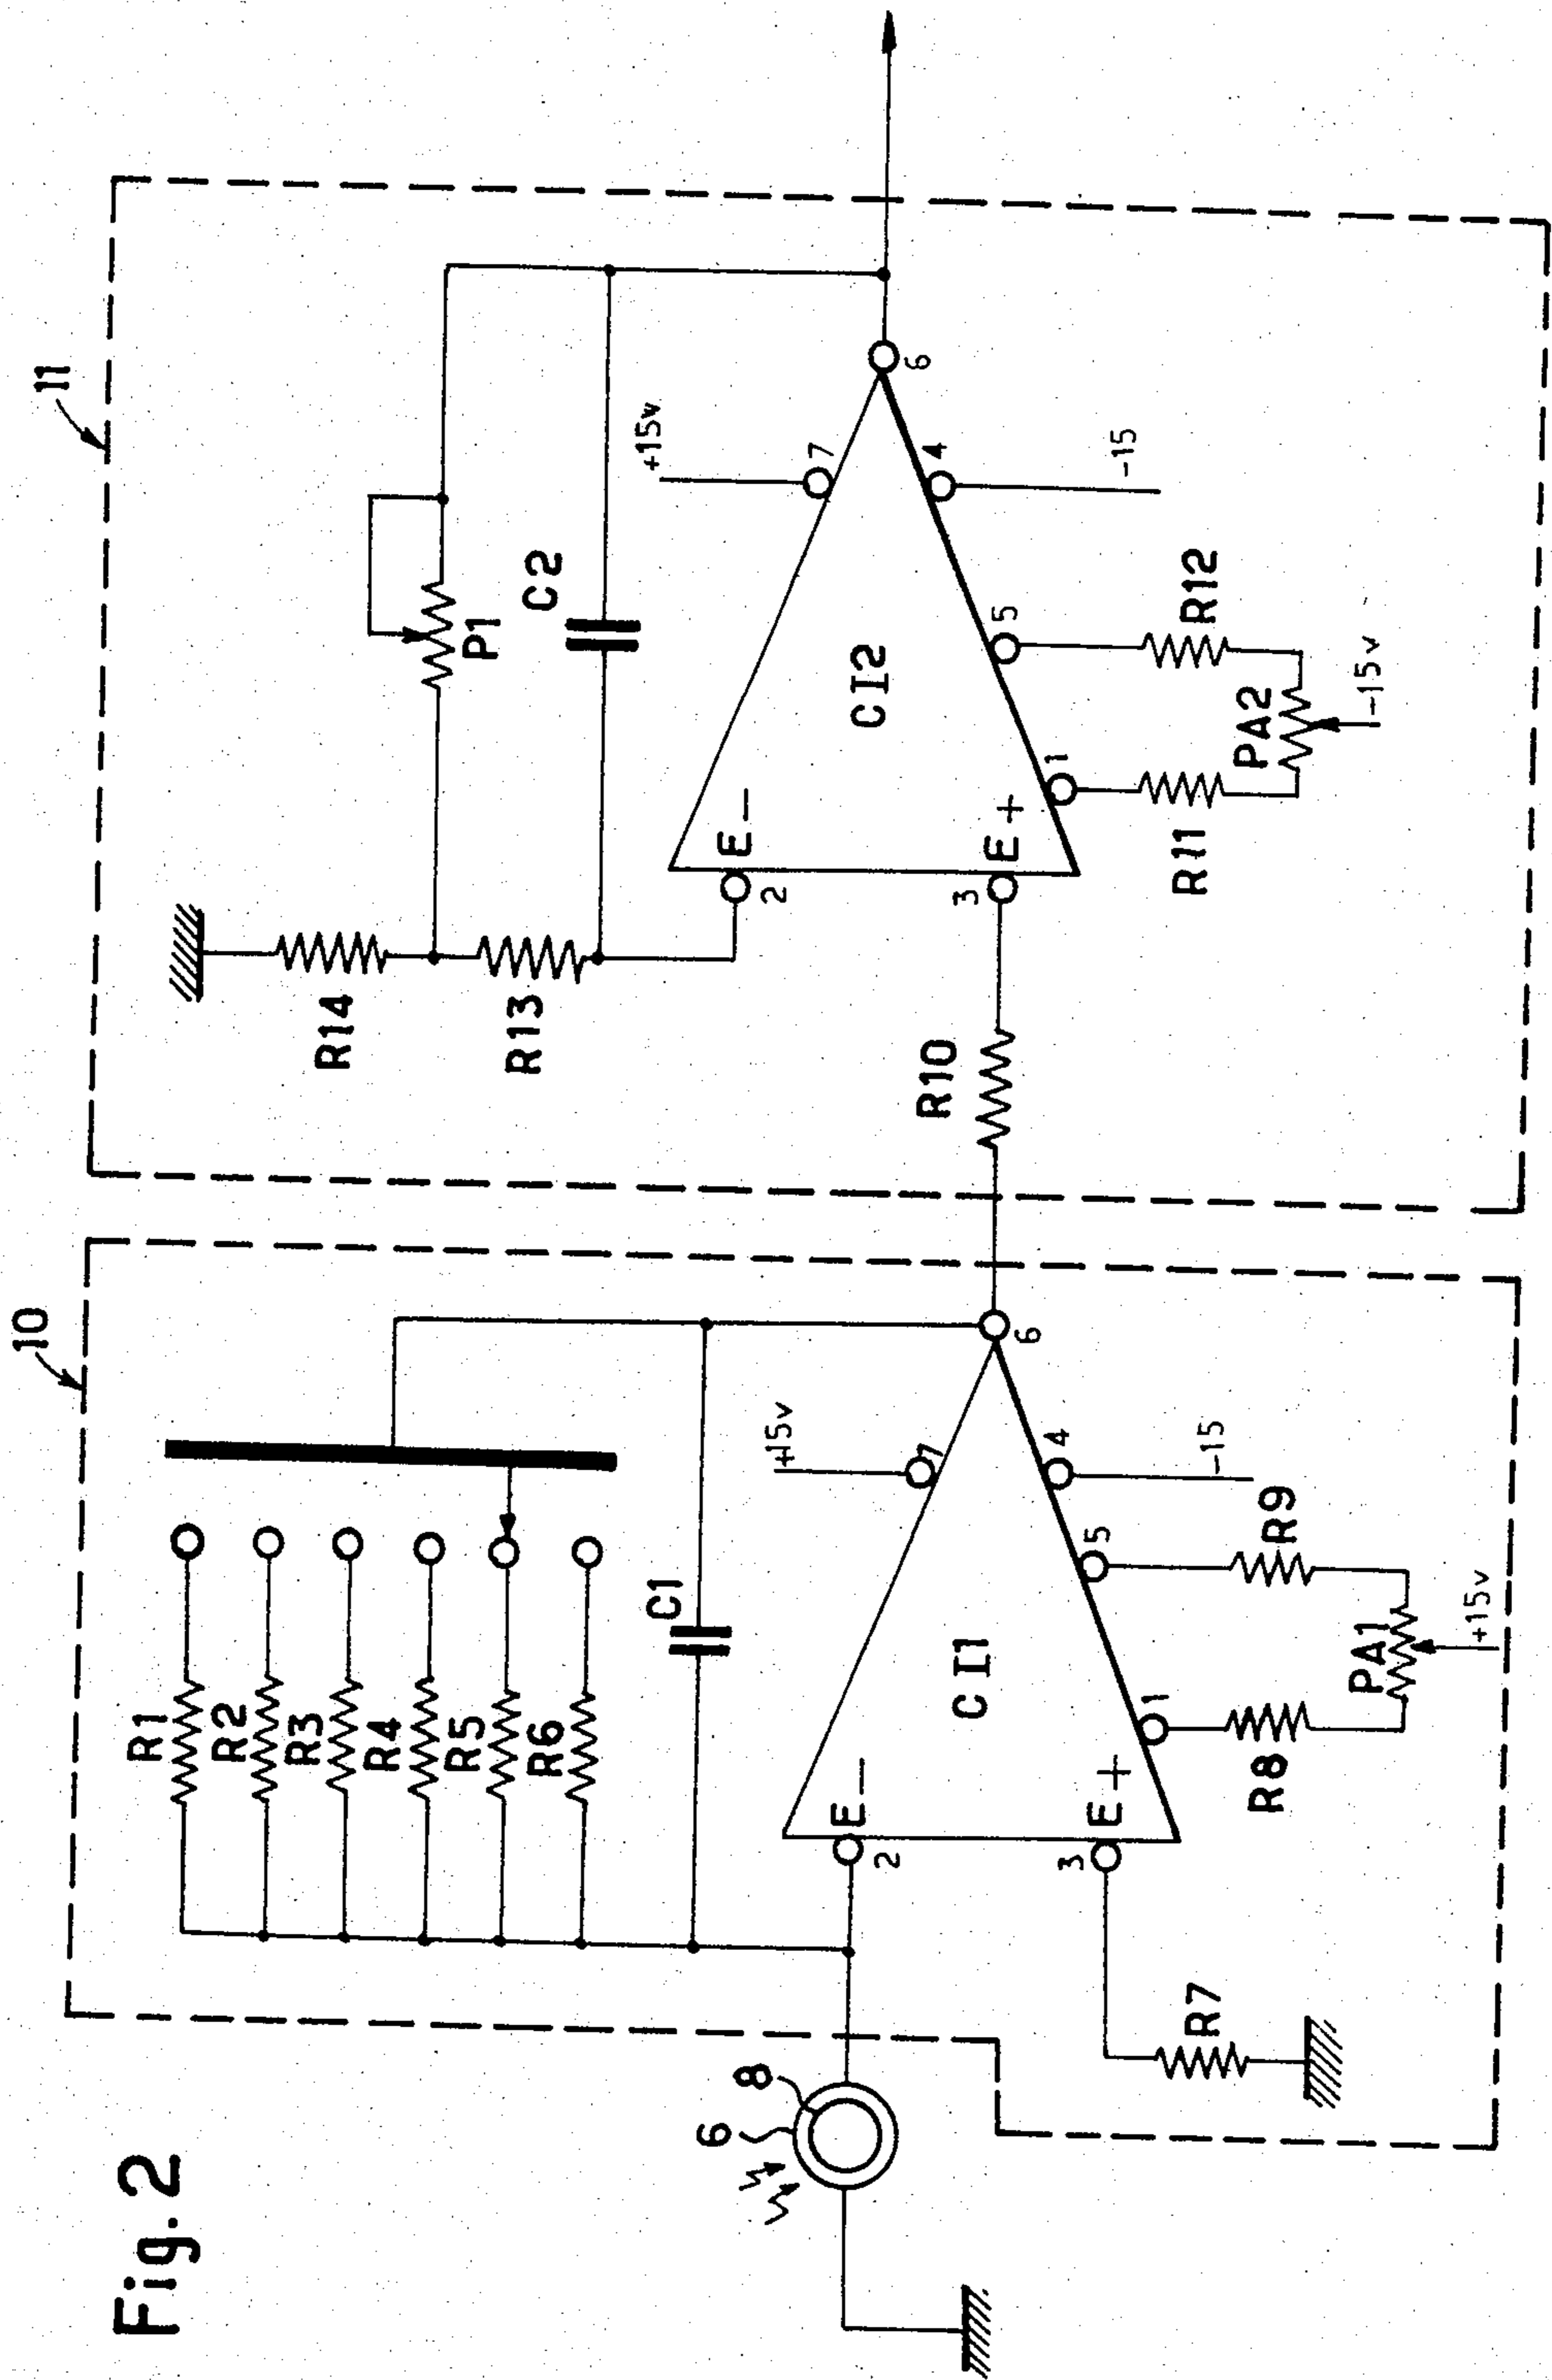 Fig. 2
10
11
R1
R2
R3
R4
R5
R6
C1
+15v
7
E−
2
CI1
6
3
E+
1
5
4
-15
R8
R9
PA1
+15v
R7
6
8
R14
R13
P1
C2
+15v
7
E−
2
CI2
6
R10
3
E+
1
5
4
-15
R11
R12
PA2
-15v